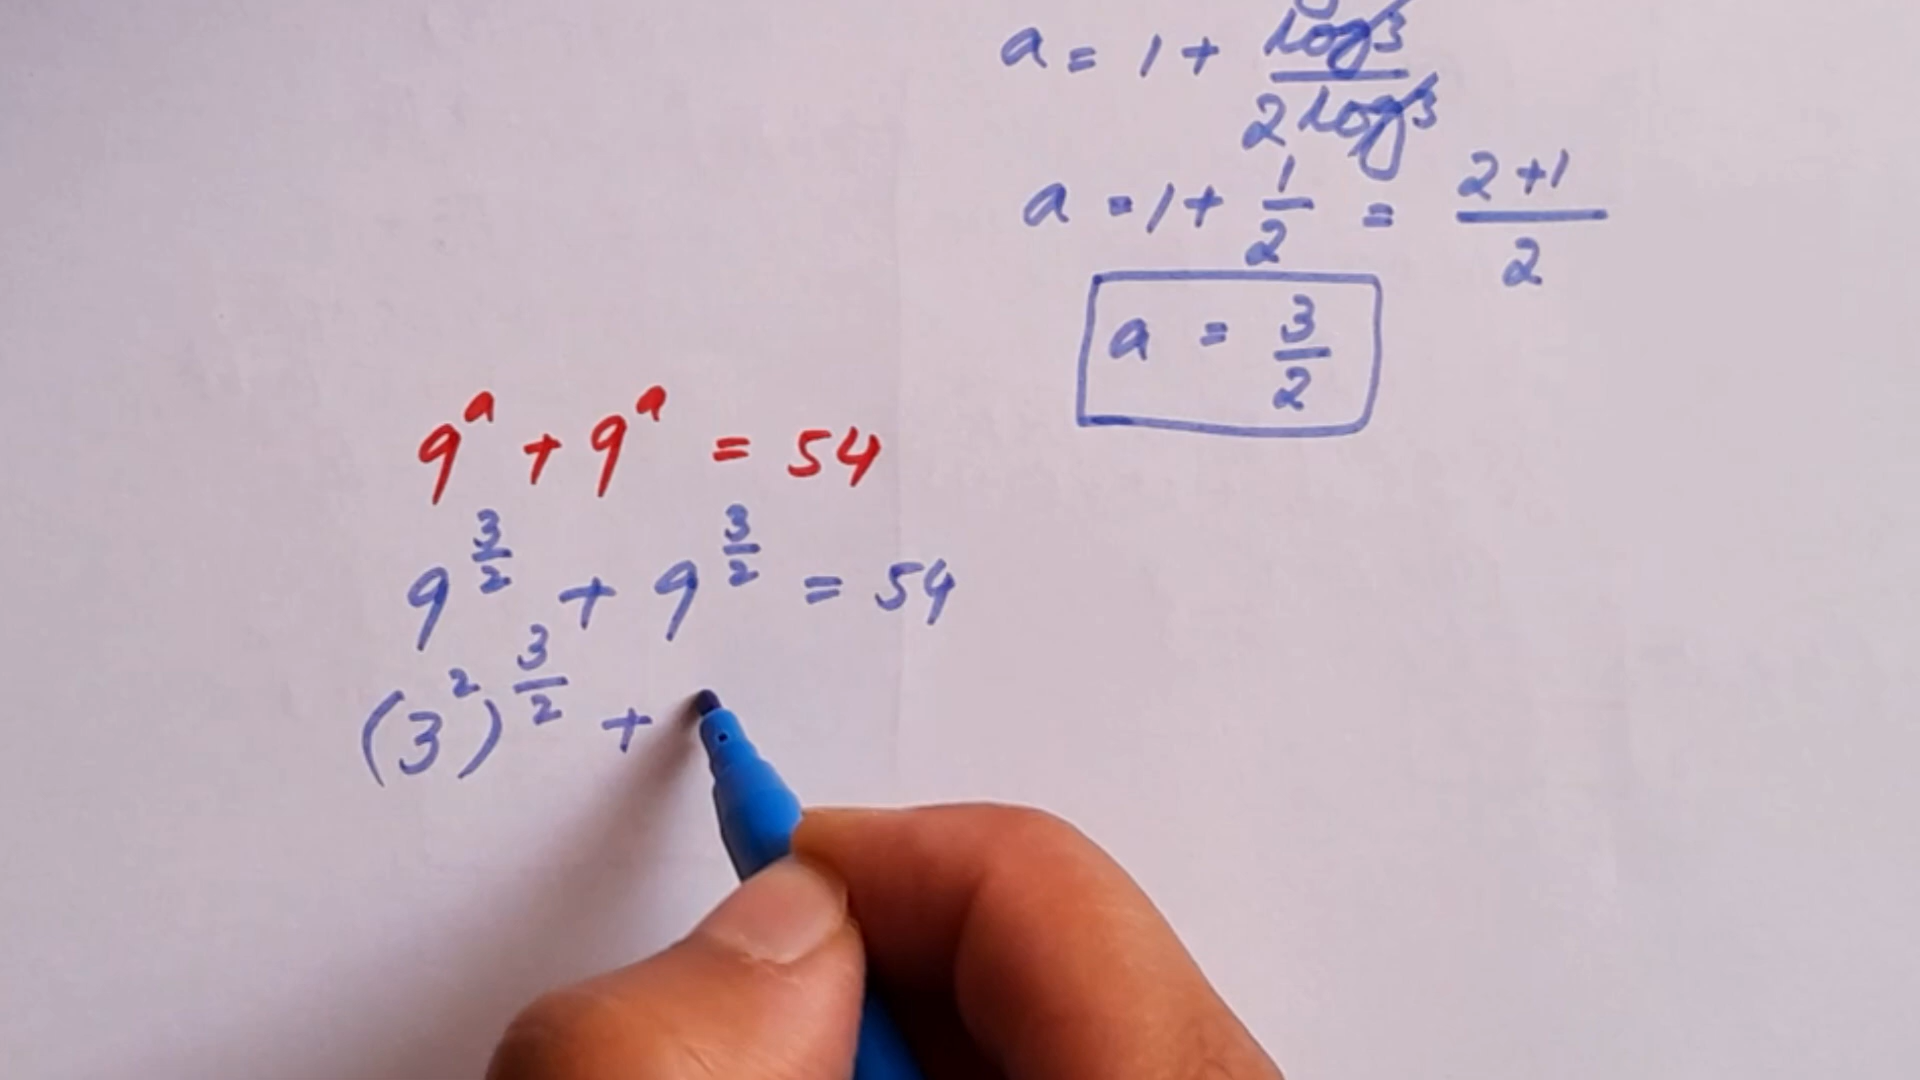 a = 1 + log3/2log3
a = 1 + 1/2 = 2+1/2
a = 3/2
9^a + 9^a = 54
9^3/2 + 9^3/2 = 54
(3^2)^3/2 +